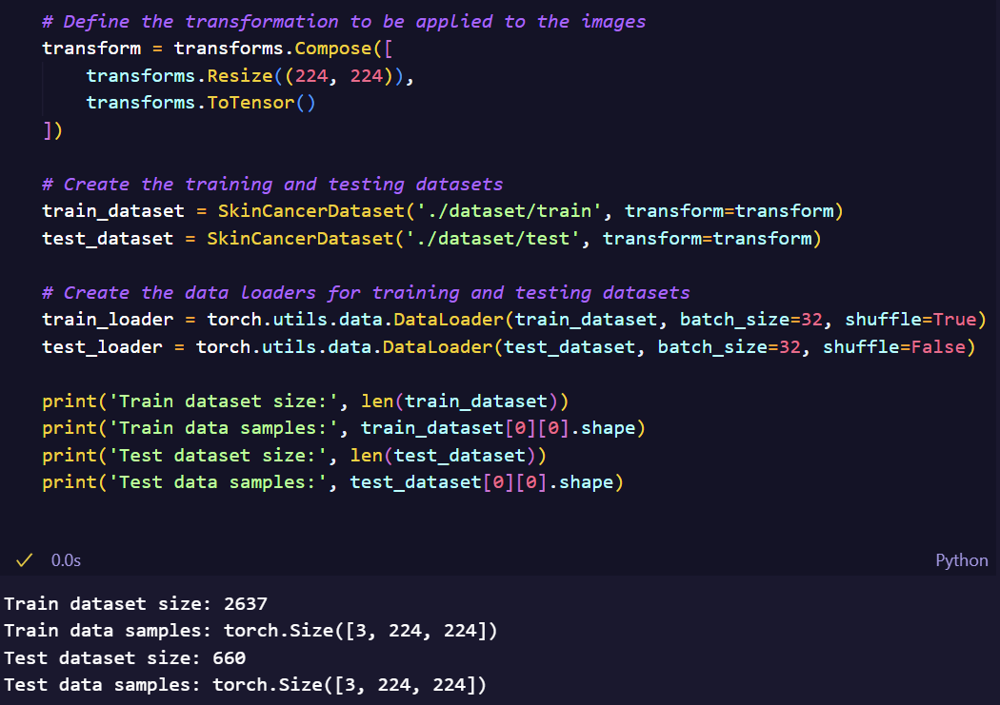 # Define the transformation to be applied to the images
transform = transforms.Compose([
    transforms.Resize((224, 224)),
    transforms.ToTensor()
])
# Create the training and testing datasets
train_dataset = SkinCancerDataset('./dataset/train', transform=transform)
test_dataset = SkinCancerDataset('./dataset/test', transform=transform)
# Create the data loaders for training and testing datasets
train_loader = torch.utils.data.DataLoader(train_dataset, batch_size=32, shuffle=True)
test_loader = torch.utils.data.DataLoader(test_dataset, batch_size=32, shuffle=False)
print('Train dataset size:', len(train_dataset))
print('Train data samples:', train_dataset[0][0].shape)
print('Test dataset size:', len(test_dataset))
print('Test data samples:', test_dataset[0][0].shape)
✓ 0.0s Python
Train dataset size: 2637
Train data samples: torch.Size([3, 224, 224])
Test dataset size: 660
Test data samples: torch.Size([3, 224, 224])